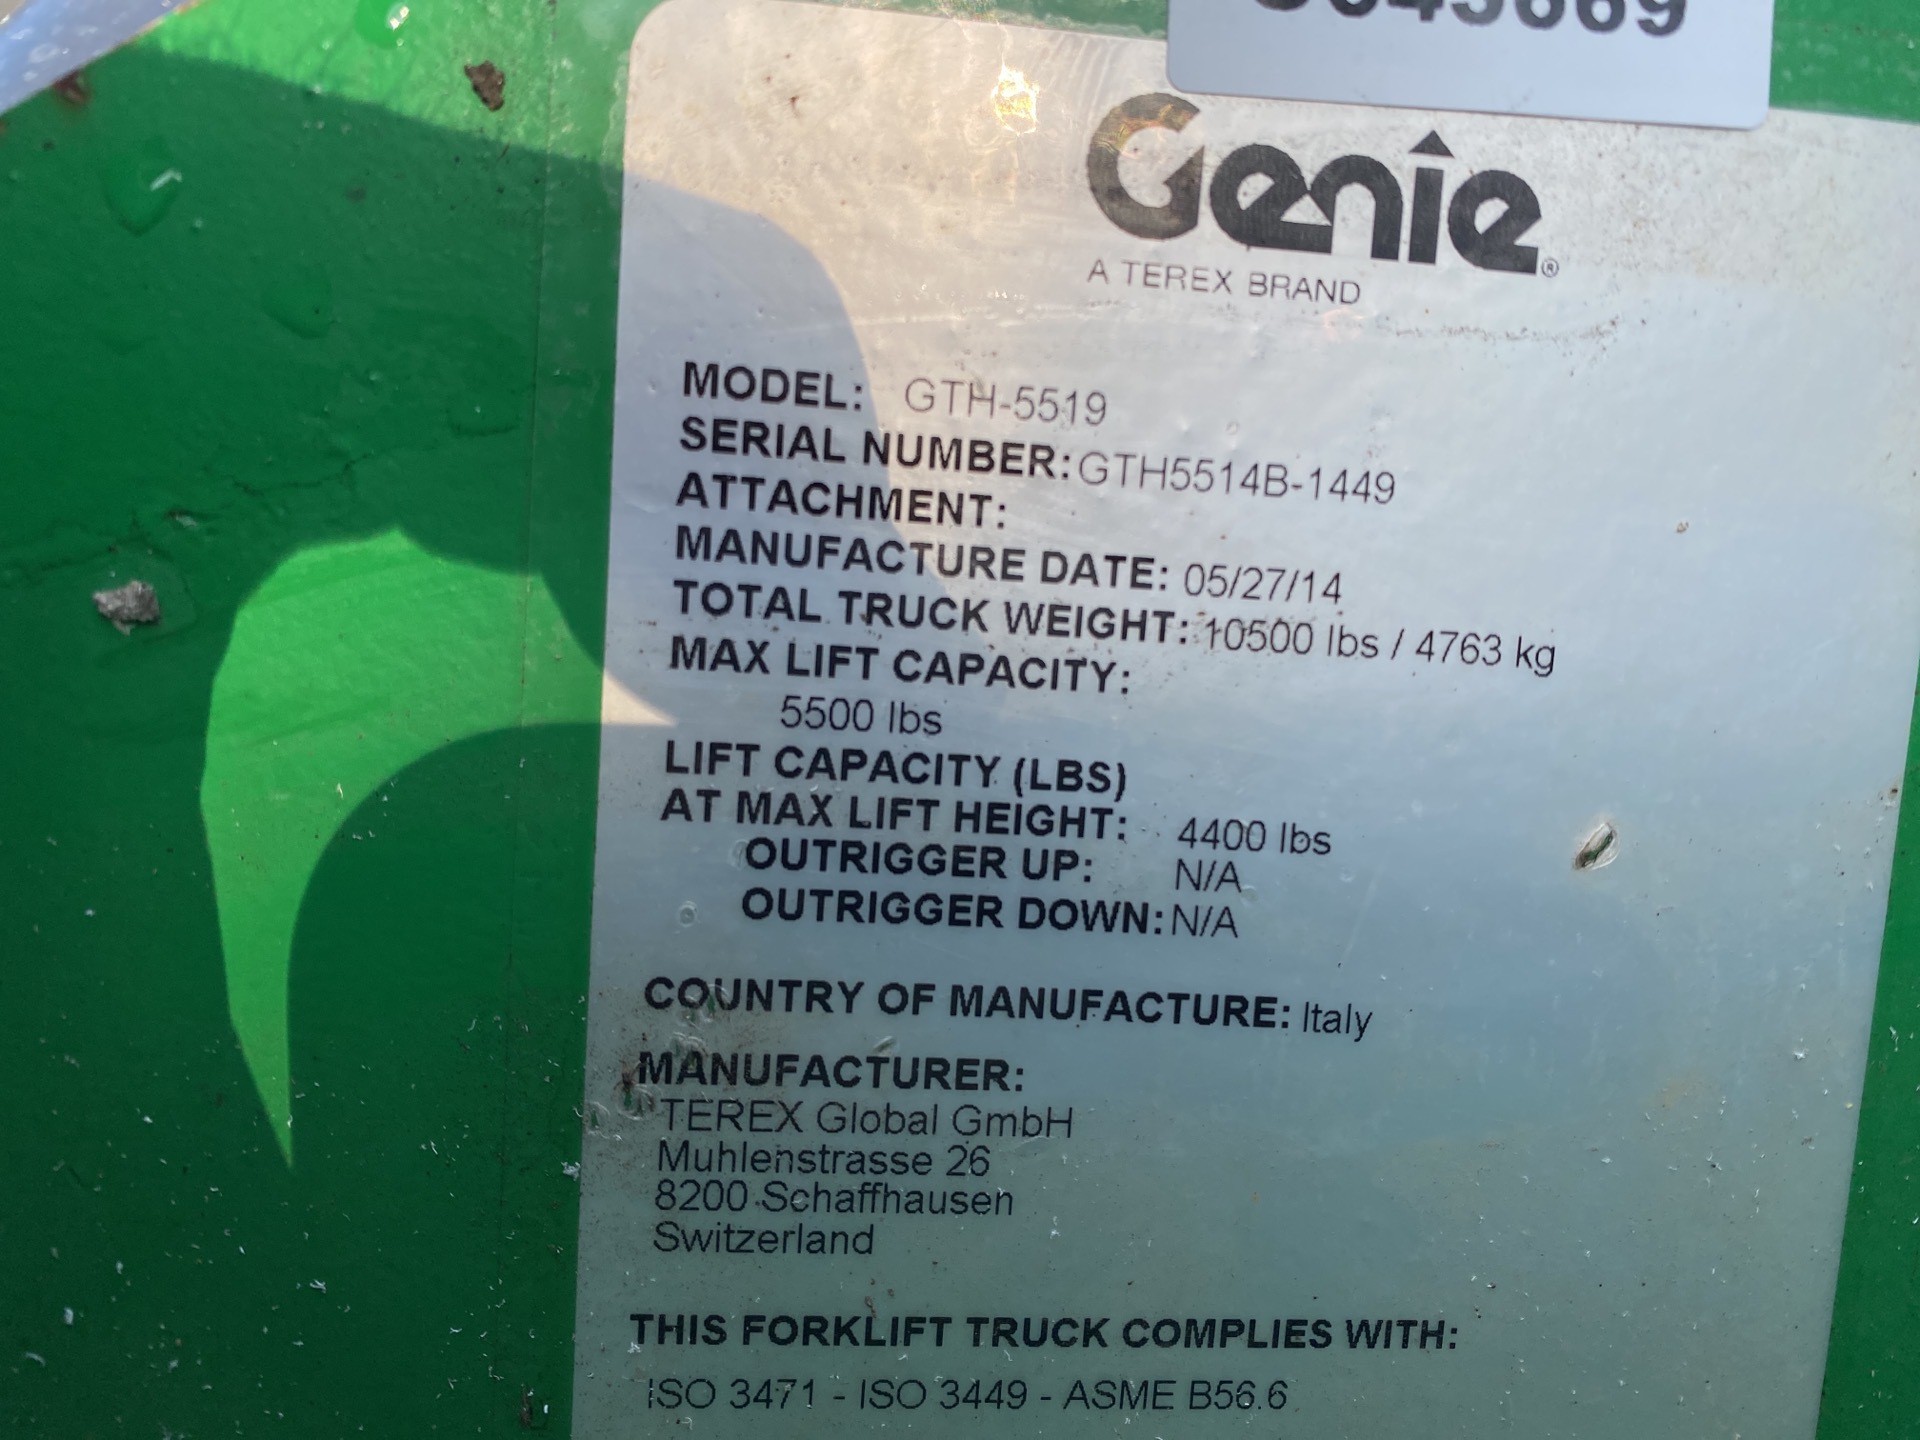 Genie®
A TEREX BRAND
MODEL: GTH-5519
SERIAL NUMBER: GTH5514B-1449
ATTACHMENT:
MANUFACTURE DATE: 05/27/14
TOTAL TRUCK WEIGHT: 10500 lbs / 4763 kg
MAX LIFT CAPACITY:
5500 lbs
LIFT CAPACITY (LBS)
AT MAX LIFT HEIGHT: 4400 lbs
OUTRIGGER UP: N/A
OUTRIGGER DOWN: N/A
COUNTRY OF MANUFACTURE: Italy
MANUFACTURER:
TEREX Global GmbH
Muhlenstrasse 26
8200 Schaffhausen
Switzerland
THIS FORKLIFT TRUCK COMPLIES WITH:
ISO 3471 - ISO 3449 - ASME B56.6